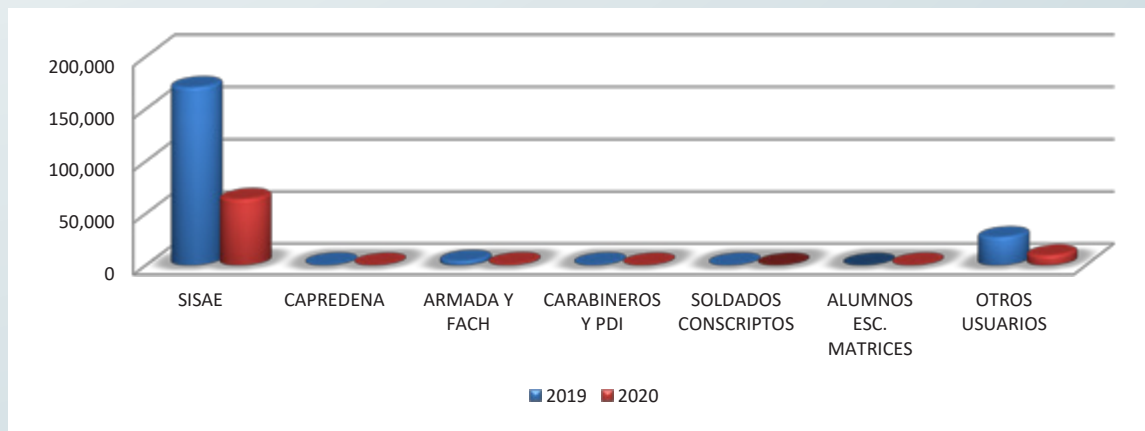 200,000
150,000
100,000
50,000
0
SISAE
CAPREDENA
ARMADA Y
FACH
CARABINEROS
Y PDI
SOLDADOS
CONSCRIPTOS
ALUMNOS
ESC.
MATRICES
OTROS
USUARIOS
2019
2020